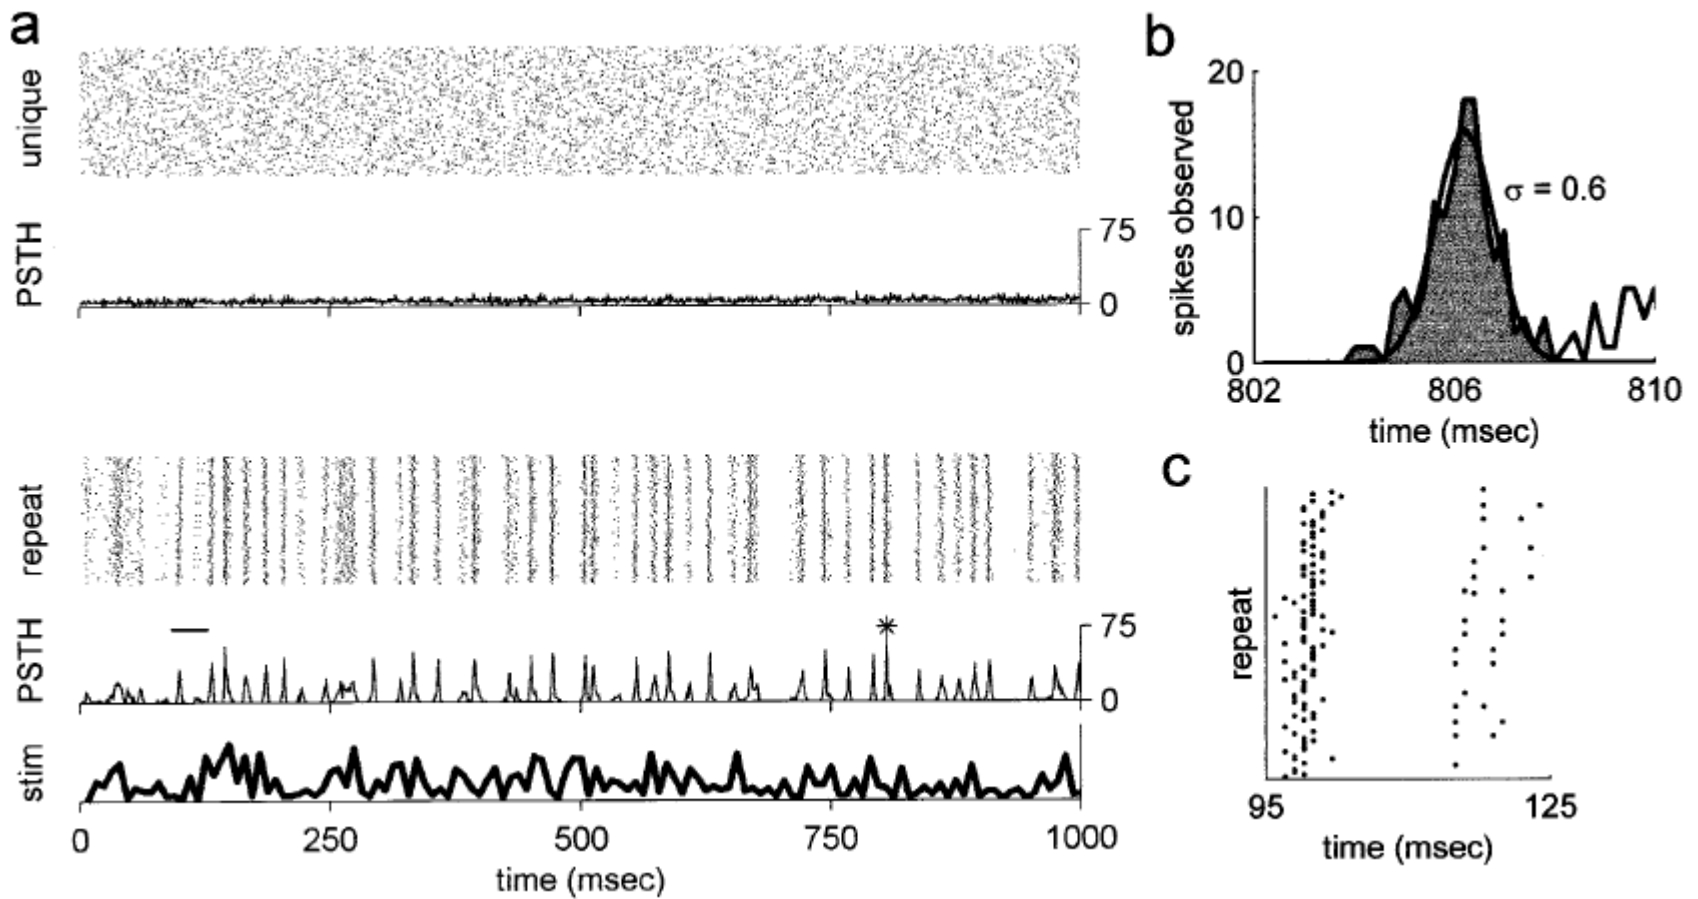 a
unique
PSTH
75
0
repeat
PSTH
*
75
0
stim
0 250 500 750 1000
time (msec)
b
spikes observed
20
10
0
σ = 0.6
802 806 810
time (msec)
c
repeat
95 125
time (msec)